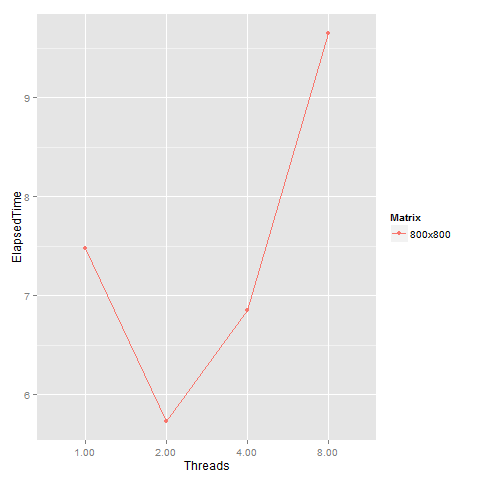 9
8
7
6
ElapsedTime
1.00 2.00 4.00 8.00
Threads
Matrix
800x800